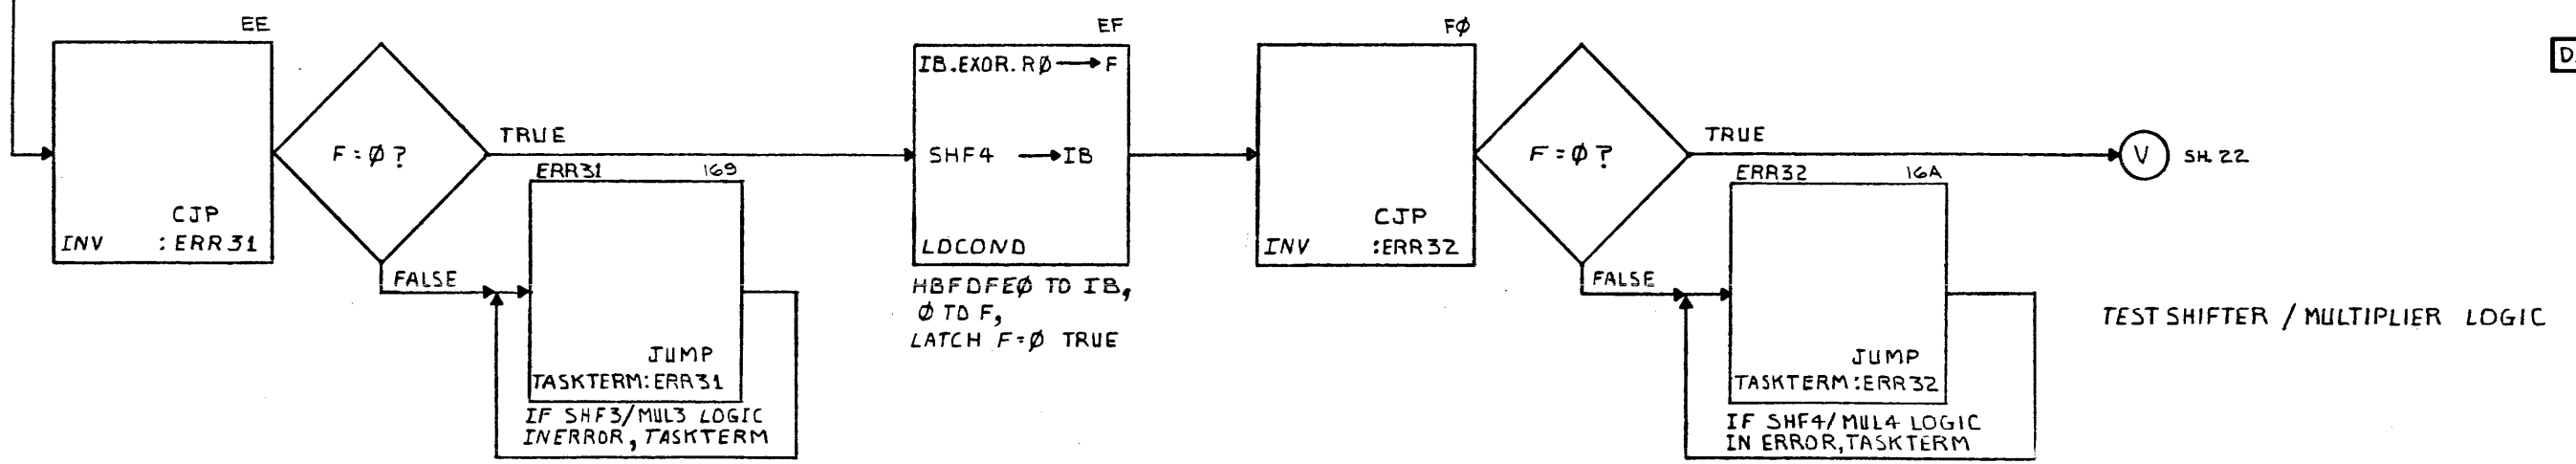 EE
CJP
INV :ERR31
F=Ø?
TRUE
FALSE
ERR31 169
JUMP
TASKTERM:ERR31
IF SHF3/MUL3 LOGIC
IN ERROR, TASKTERM
EF
IB.EXOR.RØ→F
SHF4 →IB
LDCOND
HBFDFEØ TO IB,
Ø TO F,
LATCH F=Ø TRUE
FØ
CJP
INV :ERR32
F=Ø?
TRUE
FALSE
ERR32 16A
JUMP
TASKTERM:ERR32
IF SHF4/MUL4 LOGIC
IN ERROR,TASKTERM
V SH.22
TEST SHIFTER / MULTIPLIER LOGIC